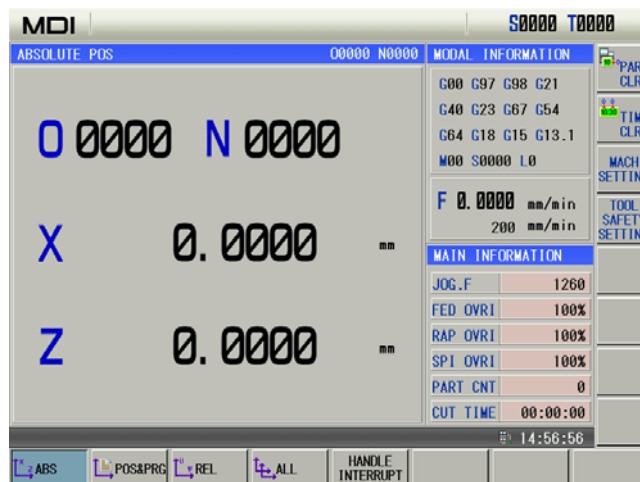 MDI S0000 T0000
ABSOLUTE POS O0000 N0000
O 0000 N 0000
X 0.0000 mm
Z 0.0000 mm
MODAL INFORMATION
G00 G97 G98 G21
G40 G23 G67 G54
G64 G18 G15 G13.1
M00 S0000 L0
F 0.0000 mm/min
200 mm/min
MAIN INFORMATION
JOG.F 1260
FED OVRI 100%
RAP OVRI 100%
SPI OVRI 100%
PART CNT 0
CUT TIME 00:00:00
14:56:56
PAR
CLR
TIM
CLR
MACH
SETTIN
TOOL
SAFETY
SETTIN
ABS POS&PRG REL ALL HANDLE
INTERRUPT